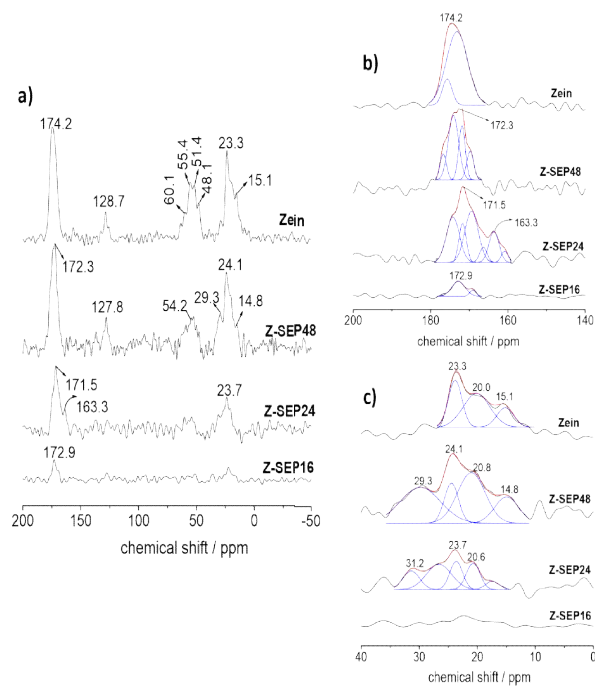 a)
174.2
128.7
60.1
55.4
51.4
48.1
23.3
15.1
Zein
172.3
127.8
54.2
29.3
24.1
14.8
Z-SEP48
171.5
163.3
23.7
Z-SEP24
172.9
Z-SEP16
200 150 100 50 0 -50
chemical shift / ppm
b)
174.2
Zein
172.3
Z-SEP48
171.5
163.3
Z-SEP24
172.9
Z-SEP16
200 180 160 140
chemical shift / ppm
c)
23.3
20.0
15.1
Zein
24.1
29.3
20.8
14.8
Z-SEP48
23.7
31.2
20.6
Z-SEP24
Z-SEP16
40 30 20 10 0
chemical shift / ppm